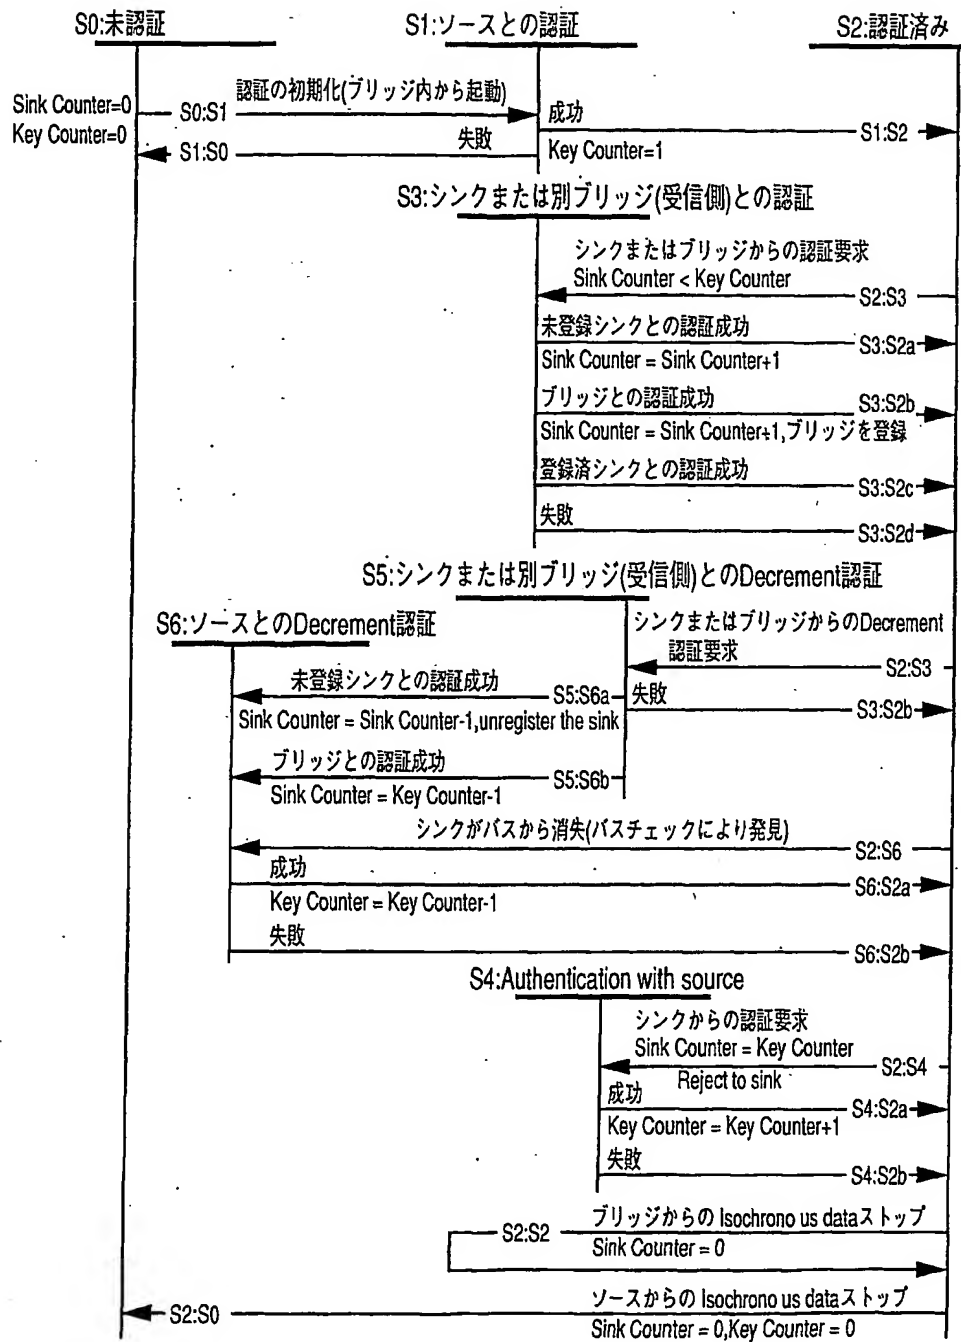 S0:未認証
S1:ソースとの認証
S2:認証済み
認証の初期化(ブリッジ内から起動)
Sink Counter=0
S0:S1
成功
Key Counter=0
S1:S0
失敗
S1:S2
Key Counter=1
S3:シンクまたは別ブリッジ(受信側)との認証
シンクまたはブリッジからの認証要求
Sink Counter < Key Counter
S2:S3
未登録シンクとの認証成功
S3:S2a
Sink Counter = Sink Counter+1
ブリッジとの認証成功
S3:S2b
Sink Counter = Sink Counter+1,ブリッジを登録
登録済シンクとの認証成功
S3:S2c
失敗
S3:S2d
S5:シンクまたは別ブリッジ(受信側)とのDecrement認証
S6:ソースとのDecrement認証
シンクまたはブリッジからのDecrement
認証要求
S2:S3
未登録シンクとの認証成功
S5:S6a
失敗
S3:S2b
Sink Counter = Sink Counter-1,unregister the sink
ブリッジとの認証成功
S5:S6b
Sink Counter = Key Counter-1
シンクがバスから消失(バスチェックにより発見)
S2:S6
成功
S6:S2a
Key Counter = Key Counter-1
失敗
S6:S2b
S4:Authentication with source
シンクからの認証要求
Sink Counter = Key Counter
S2:S4
Reject to sink
成功
S4:S2a
Key Counter = Key Counter+1
失敗
S4:S2b
ブリッジからの Isochrono us dataストップ
S2:S2
Sink Counter = 0
ソースからの Isochrono us dataストップ
S2:S0
Sink Counter = 0,Key Counter = 0